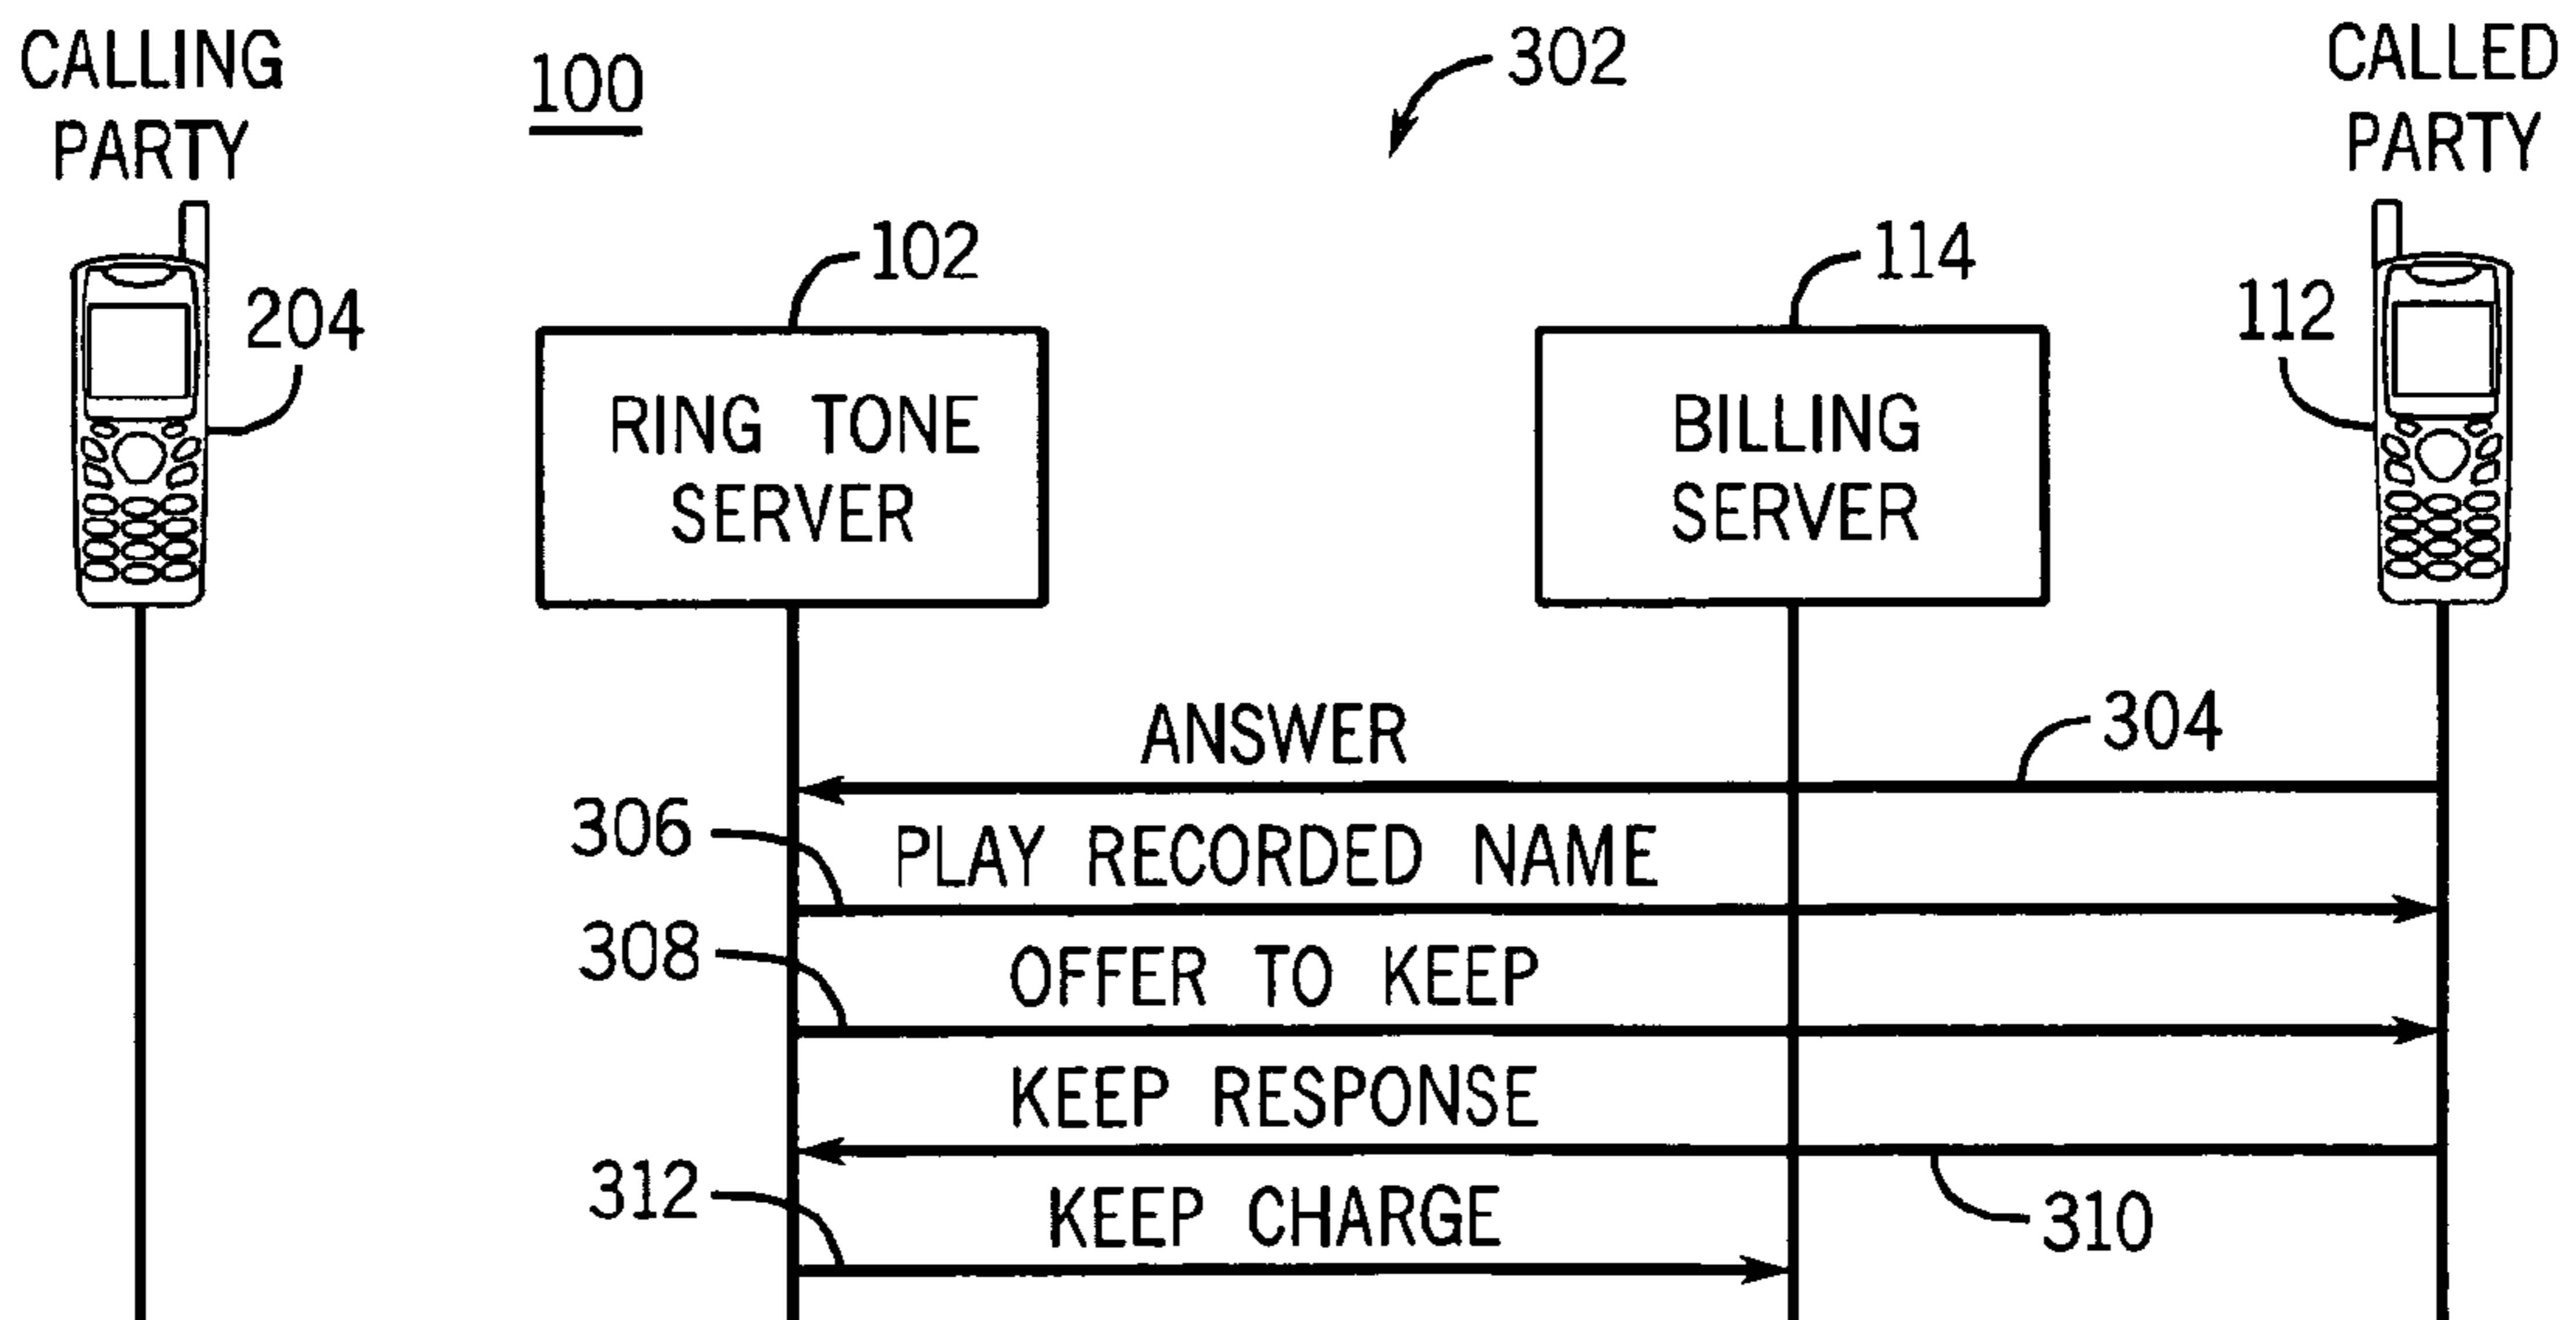 CALLING
PARTY
100
302
CALLED
PARTY
204
102
114
112
RING TONE
SERVER
BILLING
SERVER
ANSWER
304
306
PLAY RECORDED NAME
308
OFFER TO KEEP
KEEP RESPONSE
312
KEEP CHARGE
310